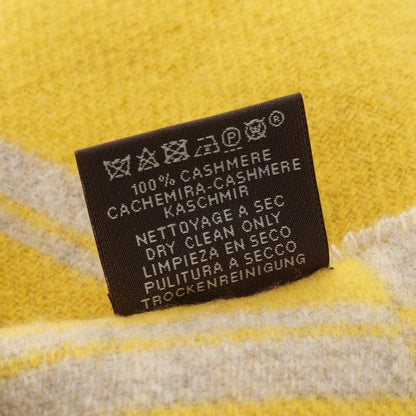 ®
100% CASHMERE
CACHEMIRA-CASHMERE
KASCHMIR
NETTOYAGE A SEC
DRY CLEAN ONLY
LIMPIEZA EN SECO
PULITURA A SECCO
TROCKENREINIGUNG